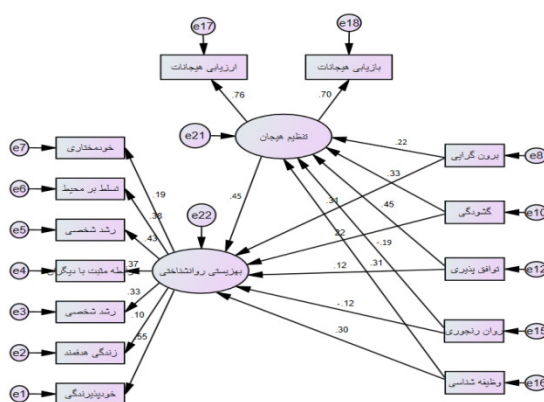 e17
e18
ارزیابی هیجانات
بازیابی هیجانات
.76
.70
e21
تنظیم هیجان
e7
خودمختاری
.22
برون گرایی
e8
e6
تسلط بر محیط
.19
.45
.31
.33
گشودگی
e10
e5
رشد شخصی
.38
e22
.45
.43
.22
-.19
e4
رابطه مثبت با دیگران
.37
بهزیستی روانشناختی
.12
.31
توافق پذیری
e12
e3
رشد شخصی
.33
-.12
روان رنجوری
e15
e2
زندگی هدفمند
.10
.30
e1
خودپذیرندگی
.55
وظیفه شناسی
e16